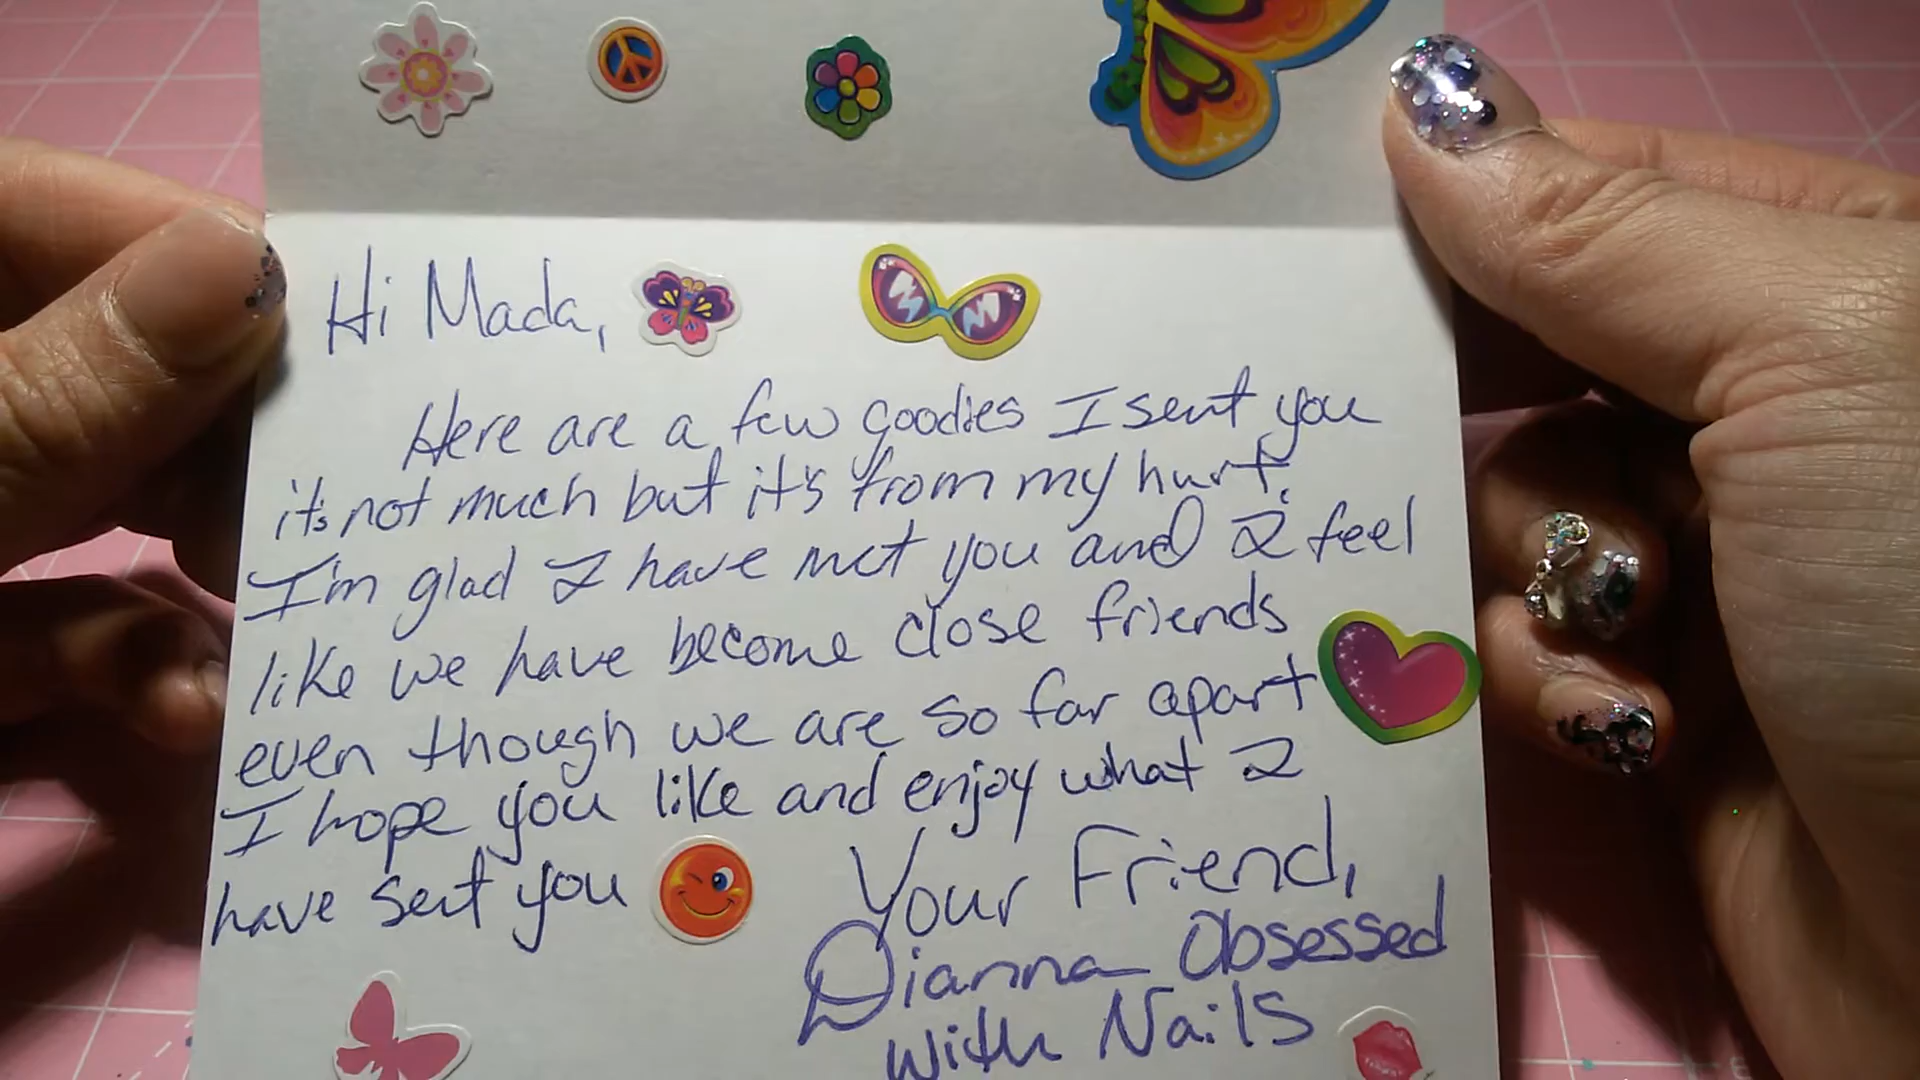 Hi Mada,
Here are a few goodies I sent you
it's not much but it's from my hurt.
I'm glad I have met you and I feel
like we have become close friends
even though we are so far apart
I hope you like and enjoy what I
have sent you
Your Friend,
Dianna Obsessed
With Nails